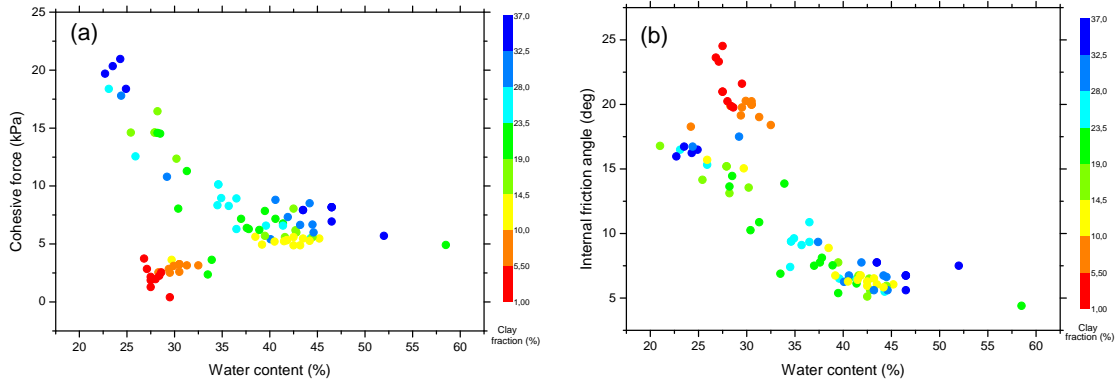 (a)
Cohesive force (kPa)
25
20
15
10
5
0
20 25 30 35 40 45 50 55 60
Water content (%)
37,0
32,5
28,0
23,5
19,0
14,5
10,0
5,50
1,00
Clay
fraction (%)
(b)
Internal friction angle (deg)
25
20
15
10
5
20 25 30 35 40 45 50 55 60
Water content (%)
37,0
32,5
28,0
23,5
19,0
14,5
10,0
5,50
1,00
Clay
fraction (%)